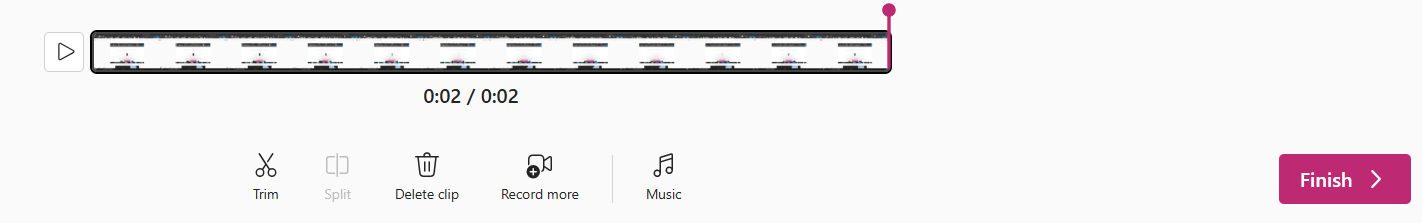 0:02 / 0:02
Trim
Split
Delete clip
Record more
Music
Finish